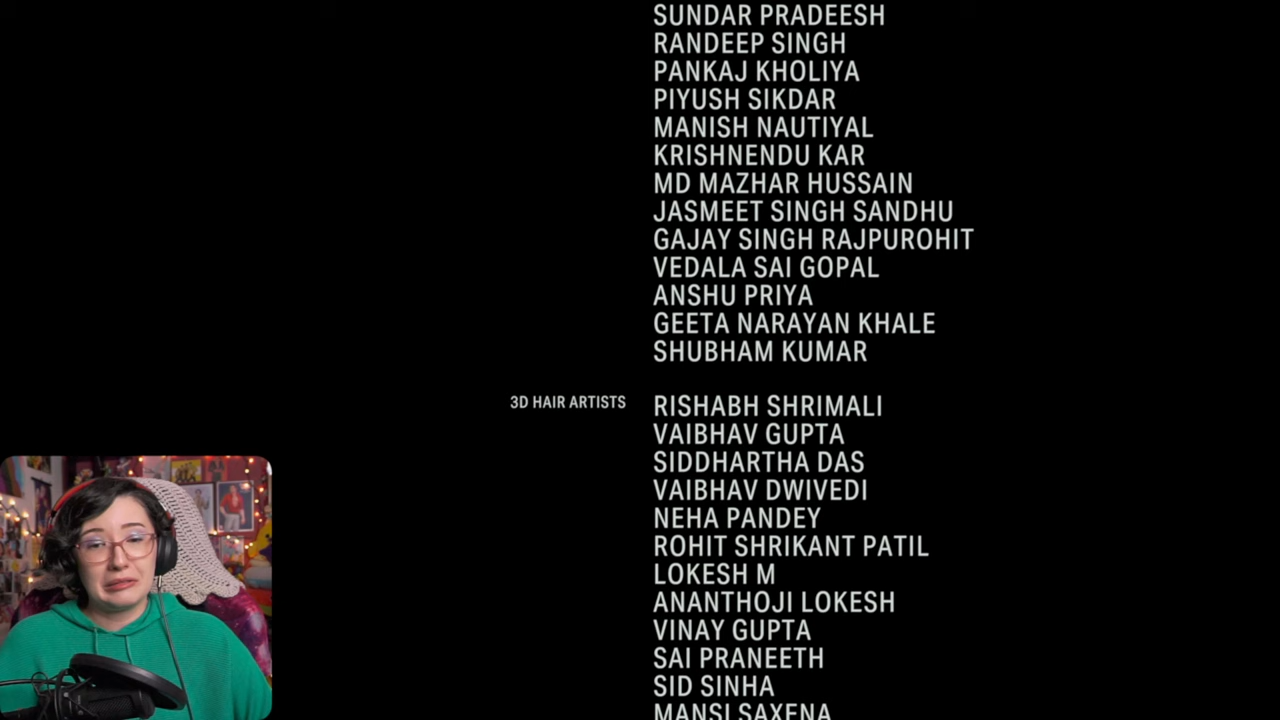 SUNDAR PRADEESH
RANDEEP SINGH
PANKAJ KHOLIYA
PIYUSH SIKDAR
MANISH NAUTIYAL
KRISHNENDU KAR
MD MAZHAR HUSSAIN
JASMEET SINGH SANDHU
GAJAY SINGH RAJPUROHIT
VEDALA SAI GOPAL
ANSHU PRIYA
GEETA NARAYAN KHALE
SHUBHAM KUMAR
3D HAIR ARTISTS RISHABH SHRIMALI
VAIBHAV GUPTA
SIDDHARTHA DAS
VAIBHAV DWIVEDI
NEHA PANDEY
ROHIT SHRIKANT PATIL
LOKESH M
ANANTHOJI LOKESH
VINAY GUPTA
SAI PRANEETH
SID SINHA
MANSI SAXENA